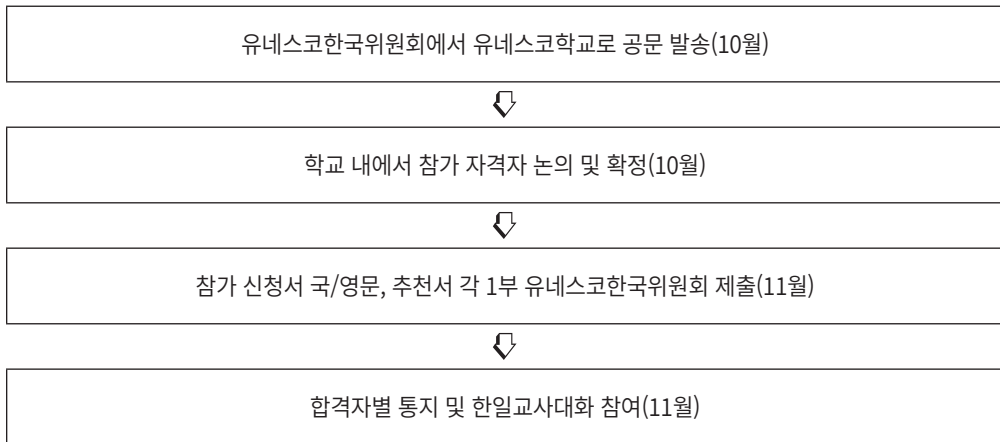 유네스코한국위원회에서 유네스코학교로 공문 발송(10월)
학교 내에서 참가 자격자 논의 및 확정(10월)
참가 신청서 국/영문, 추천서 각 1부 유네스코한국위원회 제출(11월)
합격자별 통지 및 한일교사대화 참여(11월)